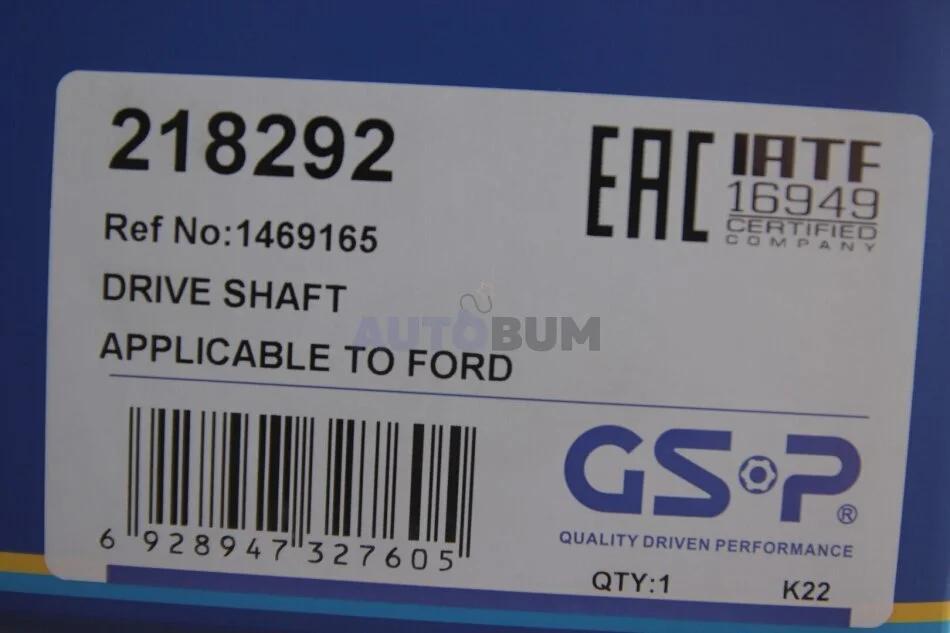 218292
EAC
IATF
16949
CERTIFIED
COMPANY
Ref No:1469165
DRIVE SHAFT
AUTOBUM
APPLICABLE TO FORD
GSP®
QUALITY DRIVEN PERFORMANCE
6 928947 327605
QTY:1
K22